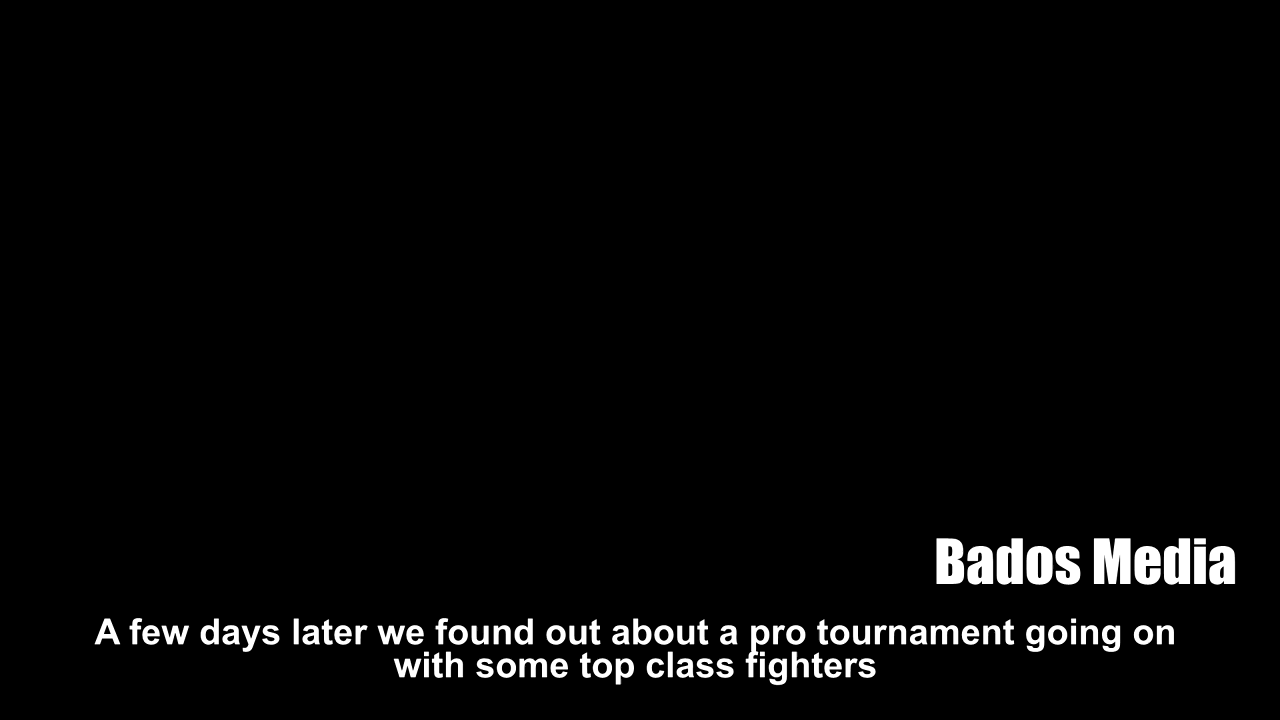 Bados Media
A few days later we found out about a pro tournament going on
with some top class fighters